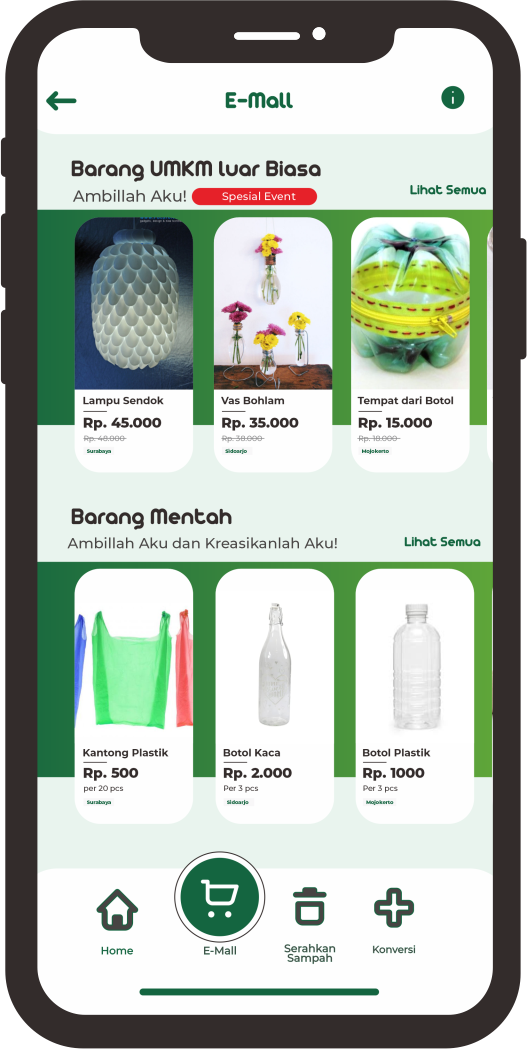 E-Mall
Barang UMKM luar Biasa
Ambillah Aku! Spesial Event
Lihat Semua
Lampu Sendok
Rp. 45.000
Rp. 48.000
Surabaya
Vas Bohlam
Rp. 35.000
Rp. 38.000
Sidoarjo
Tempat dari Botol
Rp. 15.000
Rp. 18.000
Mojokerto
Barang Mentah
Ambillah Aku dan Kreasikanlah Aku!
Lihat Semua
Kantong Plastik
Rp. 500
per 20 pcs
Surabaya
Botol Kaca
Rp. 2.000
Per 3 pcs
Sidoarjo
Botol Plastik
Rp. 1000
Per 3 pcs
Mojokerto
Home
E-Mall
Serahkan
Sampah
Konversi